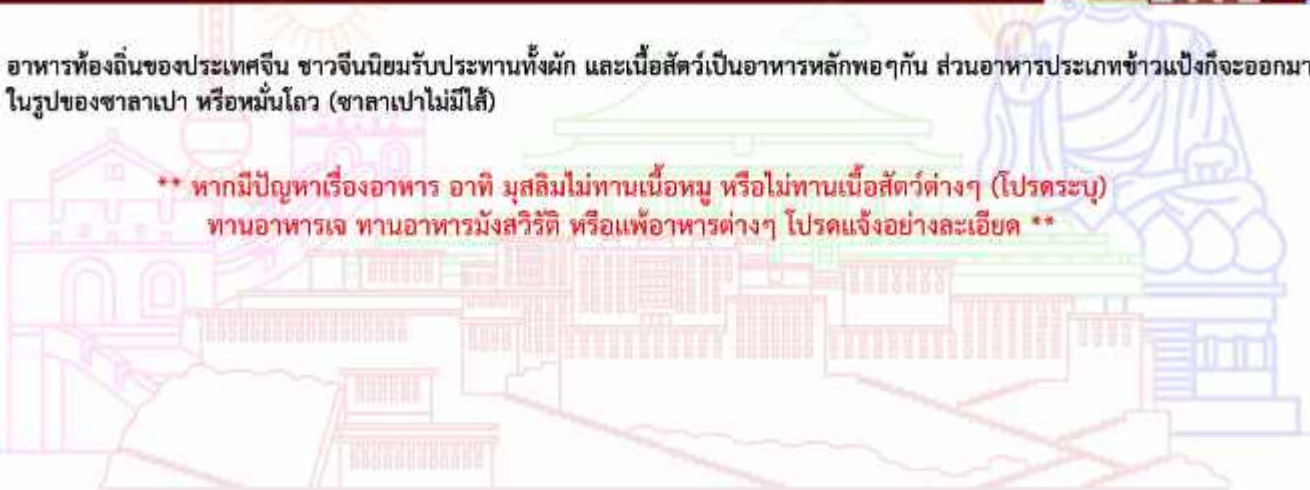 อาหารท้องถิ่นของประเทศจีน ชาวจีนนิยมรับประทานทั้งผัก และเนื้อสัตว์เป็นอาหารหลักพอๆกัน ส่วนอาหารประเภทข้าวแป้งก็จะออกมา
ในรูปของซาลาเปา หรือหมั่นโถว (ซาลาเปาไม่มีไส้)
** หากมีปัญหาเรื่องอาหาร อาทิ มุสลิมไม่ทานเนื้อหมู หรือไม่ทานเนื้อสัตว์ต่างๆ (โปรดระบุ)
ทานอาหารเจ ทานอาหารมังสวิรัติ หรือแพ้อาหารต่างๆ โปรดแจ้งอย่างละเอียด **